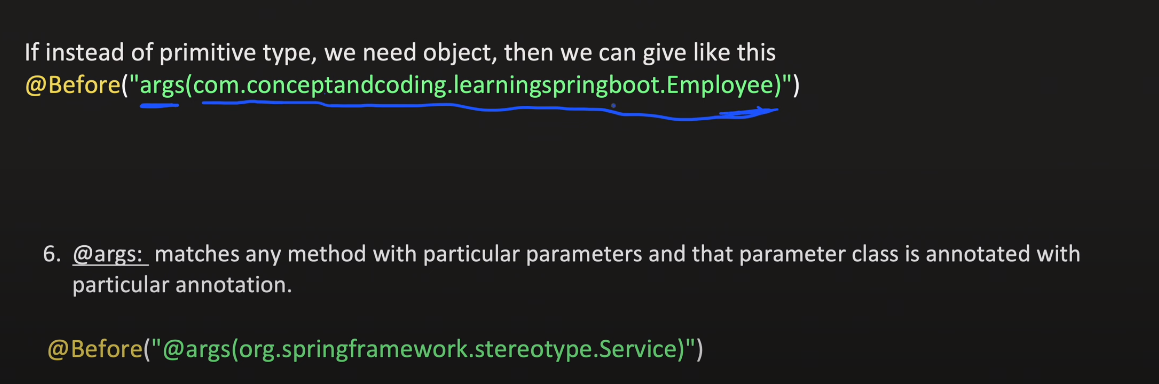 If instead of primitive type, we need object, then we can give like this
@Before("args(com.conceptandcoding.learningspringboot.Employee)")
6. @args: matches any method with particular parameters and that parameter class is annotated with
particular annotation.
@Before("@args(org.springframework.stereotype.Service)")